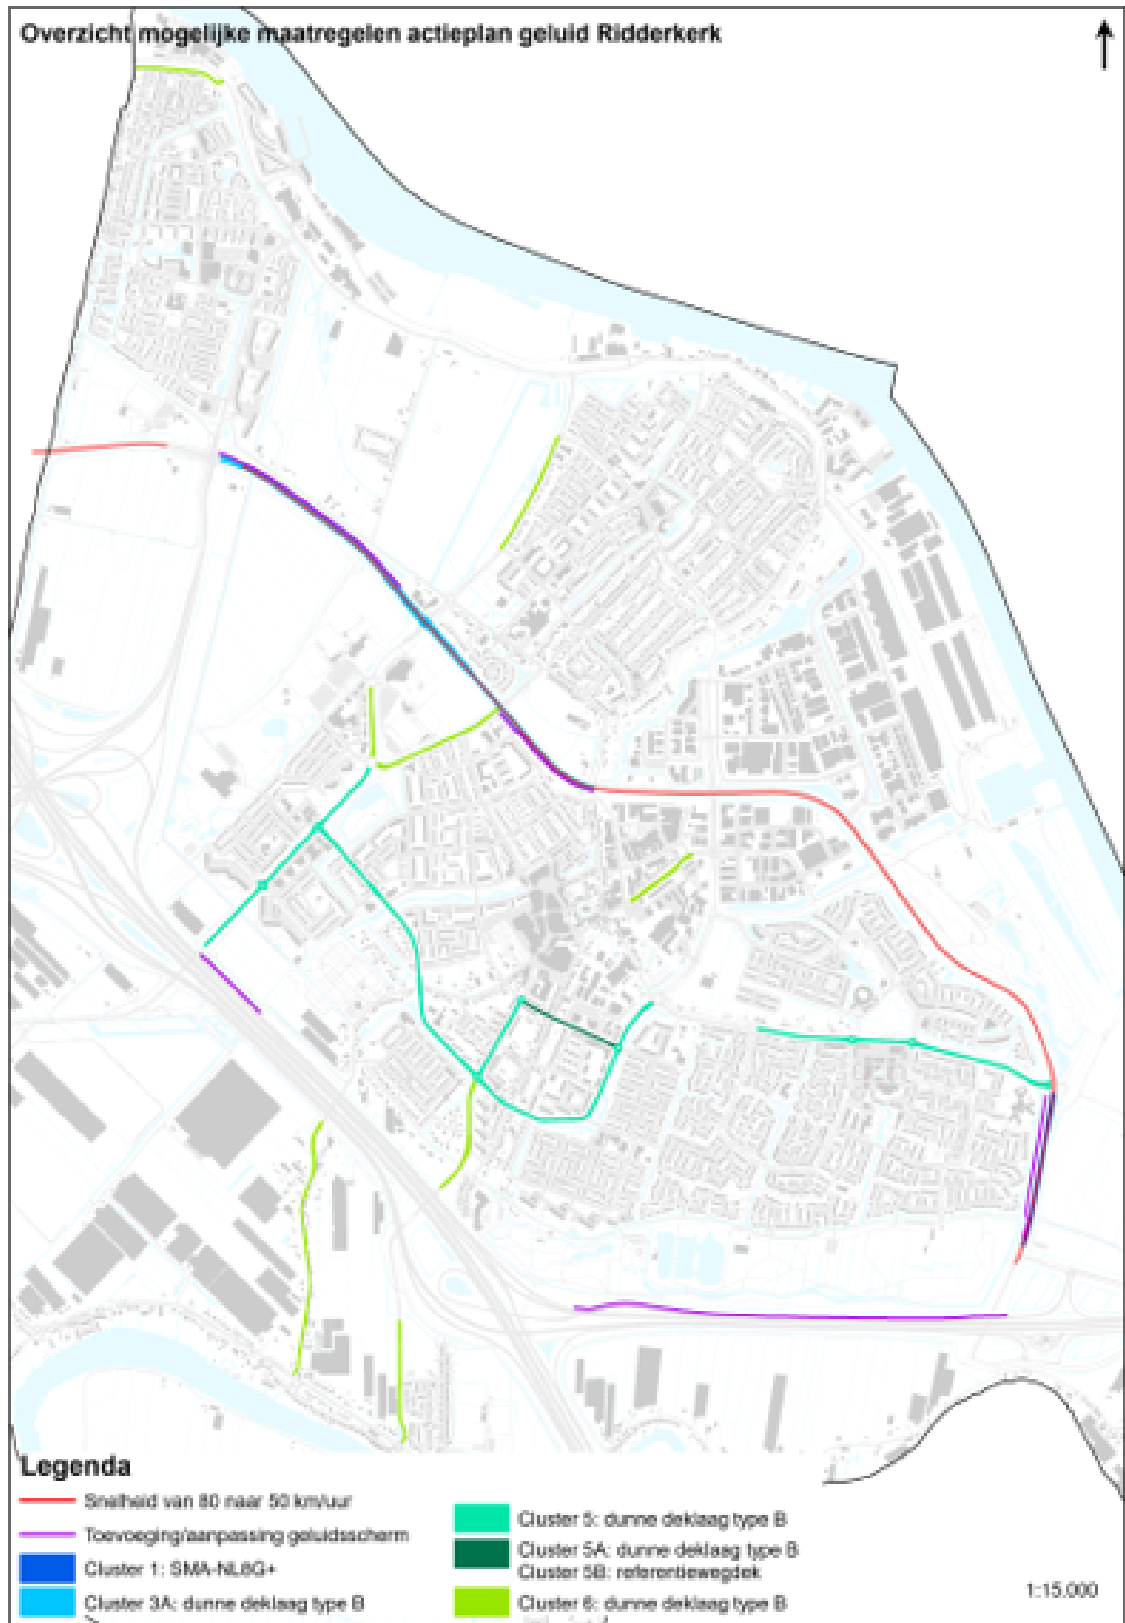 Overzicht mogelijke maatregelen actieplan geluid Ridderkerk
Legenda
Snelheid van 80 naar 50 km/uur
Toevoeging/aanpassing geluidsscherm
Cluster 1: SMA-NL8G+
Cluster 3A: dunne deklaag type B
Cluster 5: dunne deklaag type B
Cluster 5A: dunne deklaag type B
Cluster 5B: referentiewegdek
Cluster 6: dunne deklaag type B
1:15.000